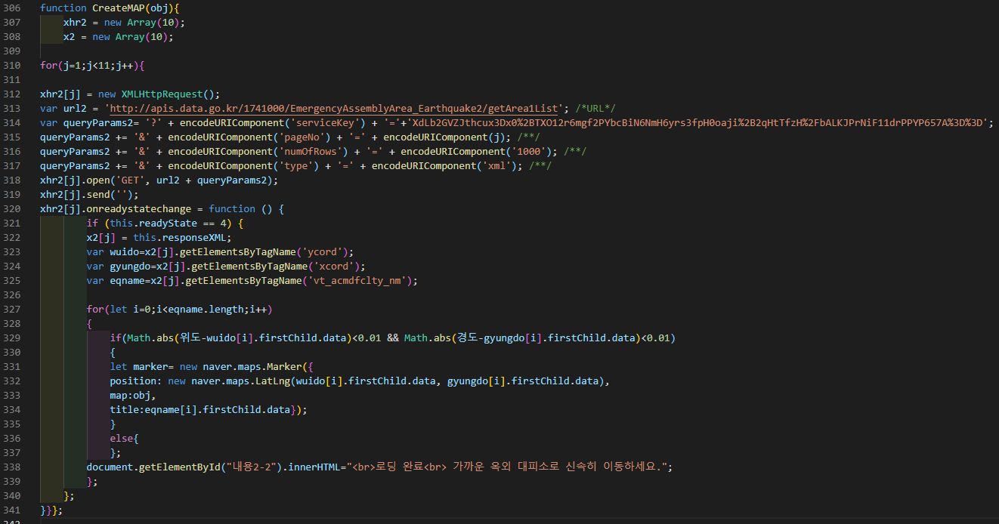 306 function CreateMAP(obj){
307 xhr2 = new Array(10);
308 x2 = new Array(10);
309
310 for(j=1;j<11;j++){
311
312 xhr2[j] = new XMLHttpRequest();
313 var url2 = 'http://apis.data.go.kr/1741000/EmergencyAssemblyArea_Earthquake2/getArea1List'; /*URL*/
314 var queryParams2= '?' + encodeURIComponent('serviceKey') + '='+'XdLb2GVZJthcux3Dx0%2BTXO12r6mgf2PYbcBiN6NmH6yrs3fpH0oaji%2B2qHtTfzH%2FbALKJPrNiF11drPPYP657A%3D%3D';
315 queryParams2 += '&' + encodeURIComponent('pageNo') + '=' + encodeURIComponent(j); /**/
316 queryParams2 += '&' + encodeURIComponent('numOfRows') + '=' + encodeURIComponent('1000'); /**/
317 queryParams2 += '&' + encodeURIComponent('type') + '=' + encodeURIComponent('xml'); /**/
318 xhr2[j].open('GET', url2 + queryParams2);
319 xhr2[j].send('');
320 xhr2[j].onreadystatechange = function () {
321 if (this.readyState == 4) {
322 x2[j] = this.responseXML;
323 var wuido=x2[j].getElementsByTagName('ycord');
324 var gyungdo=x2[j].getElementsByTagName('xcord');
325 var eqname=x2[j].getElementsByTagName('vt_acmdfclty_nm');
326
327 for(let i=0;i<eqname.length;i++)
328 {
329 if(Math.abs(위도-wuido[i].firstChild.data)<0.01 && Math.abs(경도-gyungdo[i].firstChild.data)<0.01)
330 {
331 let marker= new naver.maps.Marker({
332 position: new naver.maps.LatLng(wuido[i].firstChild.data, gyungdo[i].firstChild.data),
333 map:obj,
334 title:eqname[i].firstChild.data});
335 }
336 else{
337 };
338 document.getElementById("내용2-2").innerHTML="<br>로딩 완료<br> 가까운 옥외 대피소로 신속히 이동하세요.";
339 };
340 };
341 }}};
342